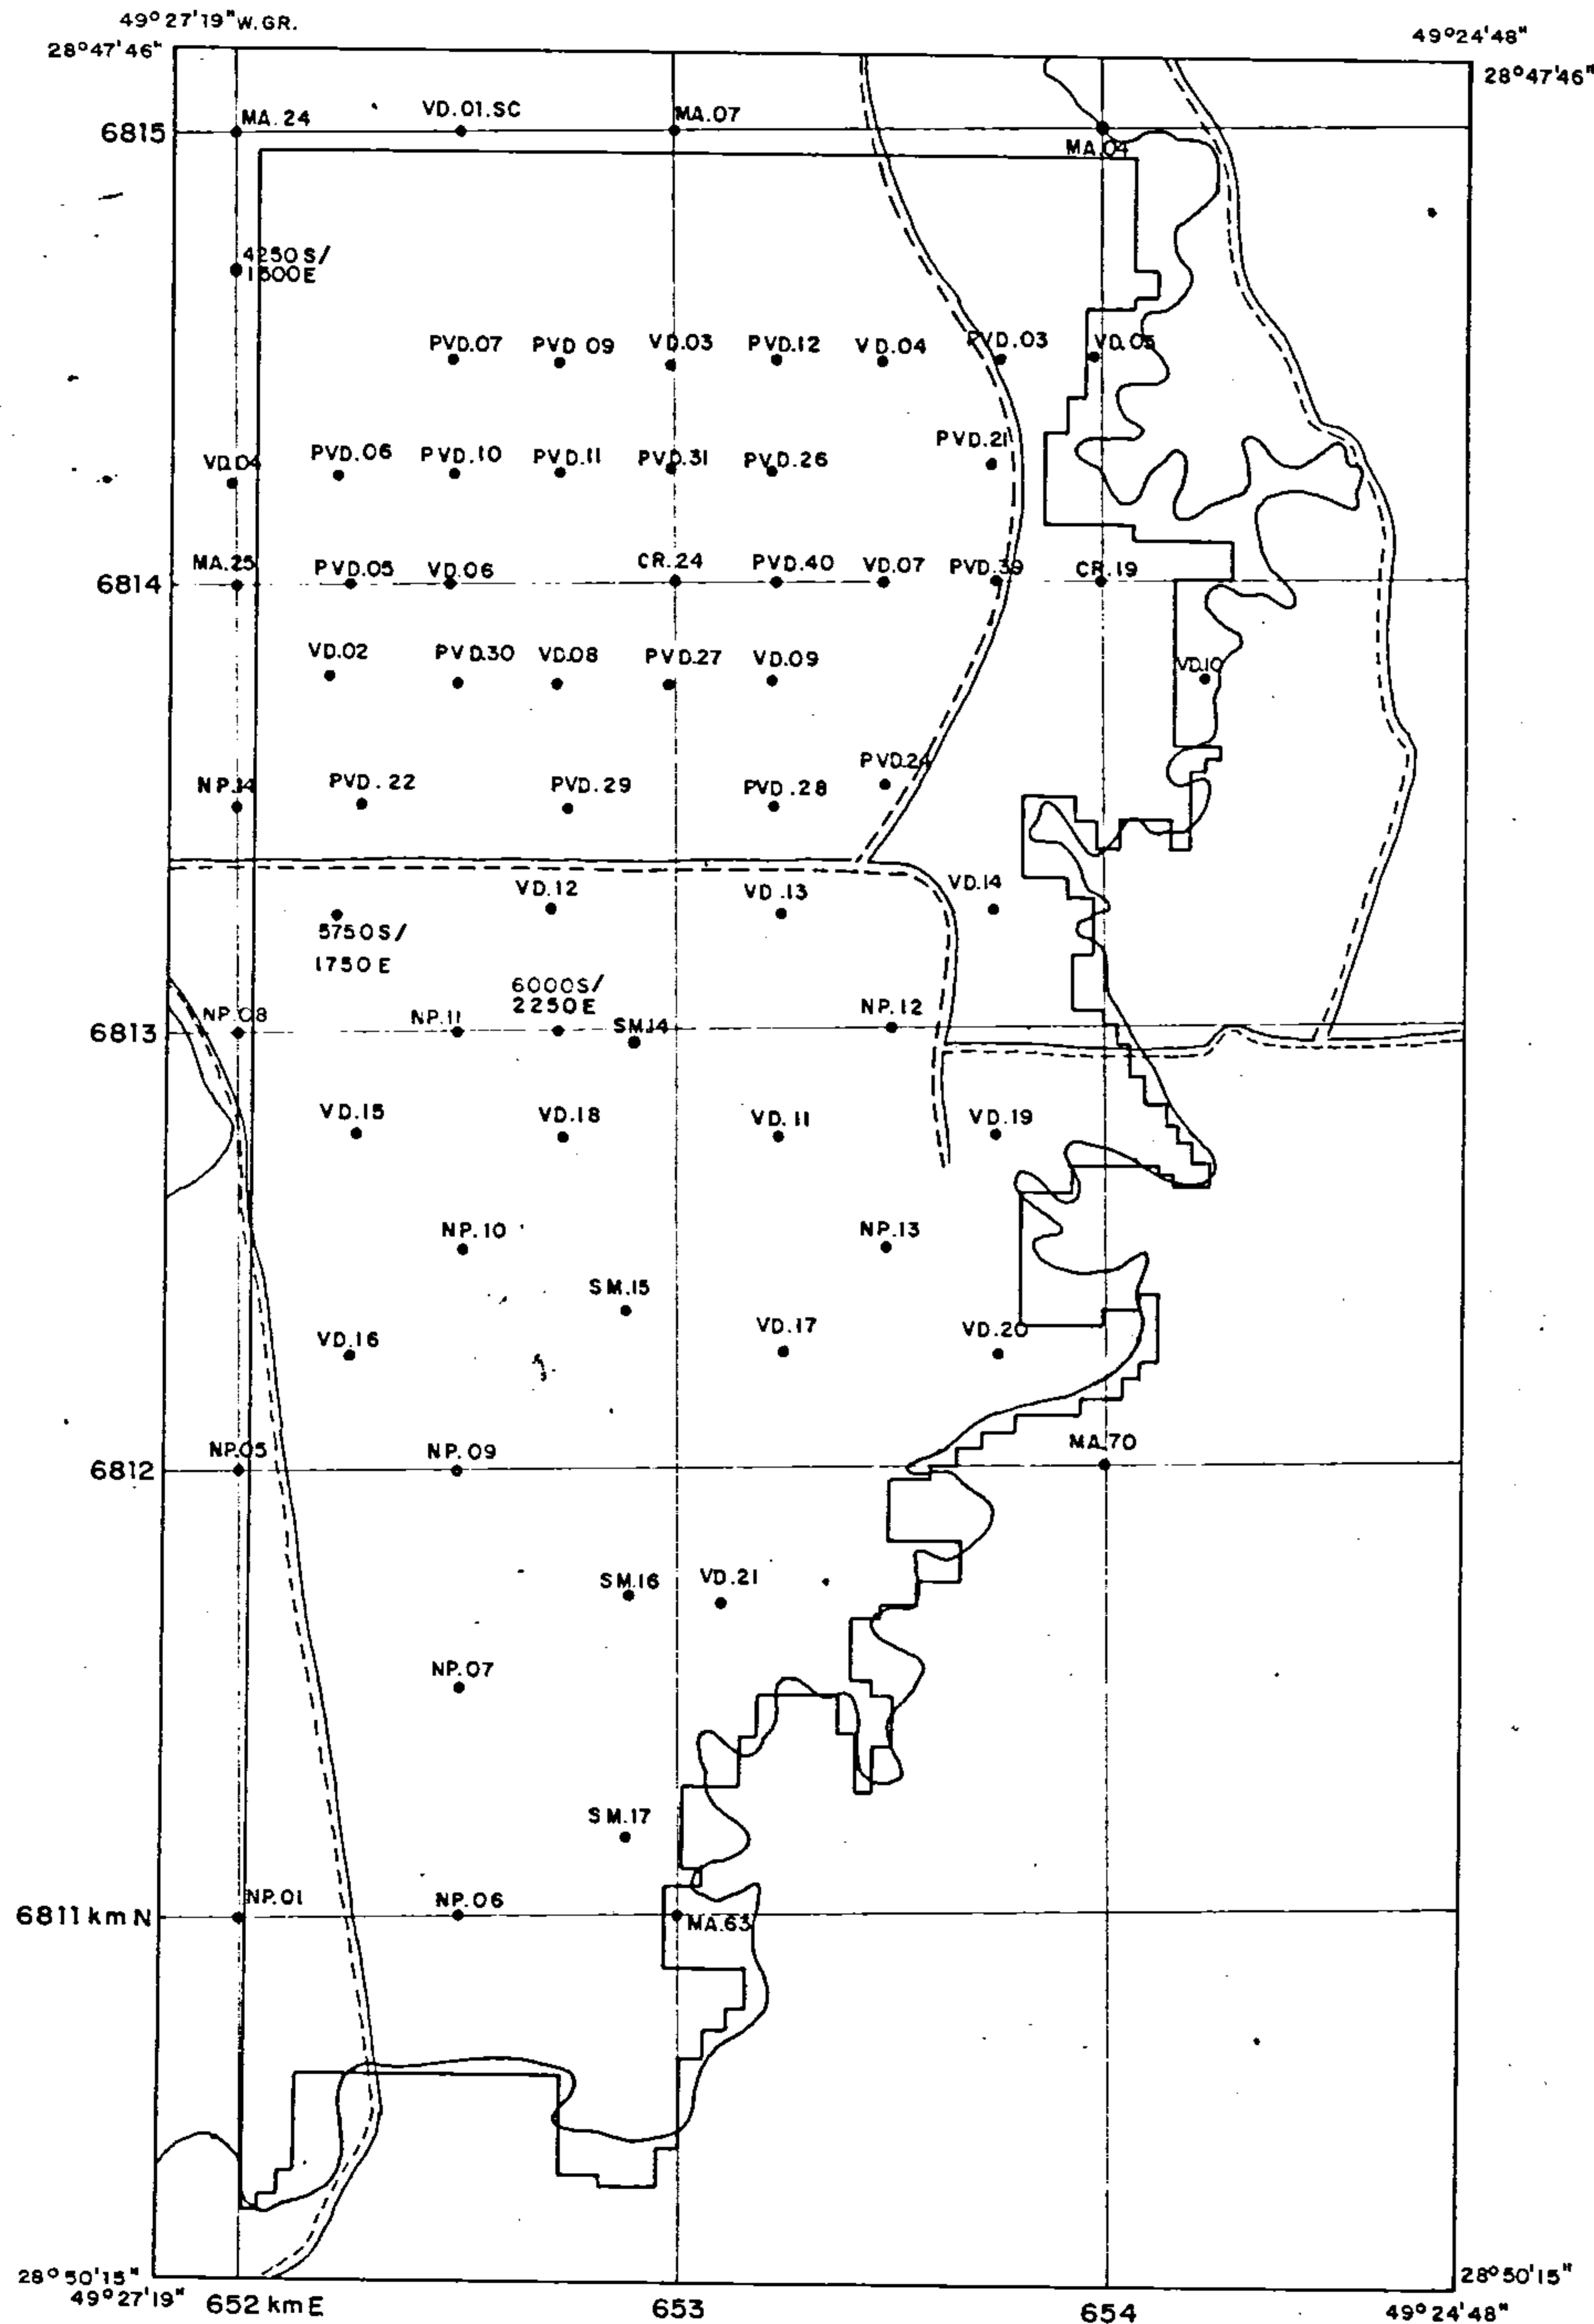 49°27'19"W.GR.
49°24'48"
28°47'46"
28°47'46"
MA.24
VD.01.SC
MA.07
6815
MA.04
4250S/
1500E
PVD.07
PVD 09
VD.03
PVD.12
VD.04
PVD.03
VD.05
VD.04
PVD.06
PVD.10
PVD.11
PVD.31
PVD.26
PVD.21
MA.25
PVD.05
VD.06
CR.24
PVD.40
VD.07
PVD.39
CR.19
6814
VD.02
PVD.30
VD.08
PVD.27
VD.09
VD.10
NP.14
PVD.22
PVD.29
PVD.28
PVD.24
VD.12
VD.13
VD.14
5750S/
1750E
6000S/
2250E
NP.08
NP.11
SM.14
NP.12
6813
VD.15
VD.18
VD.11
VD.19
NP.10
NP.13
SM.15
VD.16
VD.17
VD.20
NP.05
NP.09
MA.70
6812
SM.16
VD.21
NP.07
SM.17
NP.01
NP.06
MA.63
6811 kmN
28°50'15"
28°50'15"
49°27'19"
652 kmE
653
654
49°24'48"